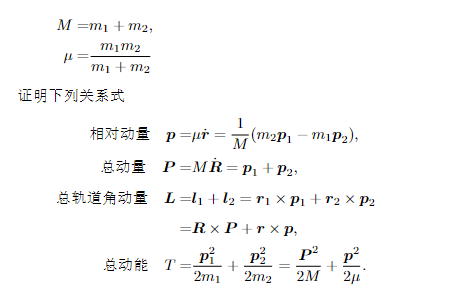 M = m₁ + m₂,
μ = m₁m₂ / (m₁ + m₂)
证明下列关系式
相对动量 p = μṙ = 1/M (m₂p₁ − m₁p₂),
总动量 P = MṘ = p₁ + p₂,
总轨道角动量 L = l₁ + l₂ = r₁ × p₁ + r₂ × p₂
= R × P + r × p,
总动能 T = p₁²/2m₁ + p₂²/2m₂ = P²/2M + p²/2μ.